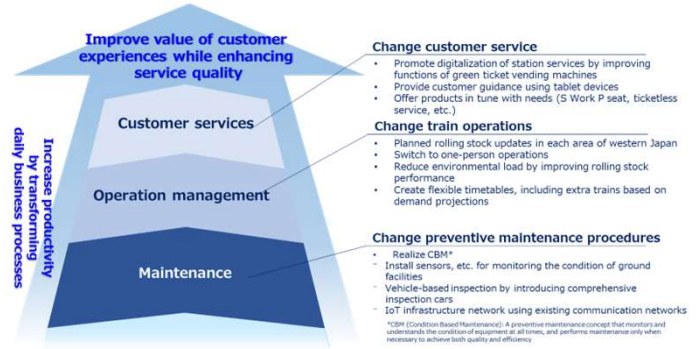 Improve value of customer
experiences while enhancing
service quality
Increase productivity
by transforming
daily business processes
Customer services
Operation management
Maintenance
Change customer service
• Promote digitalization of station services by improving
functions of green ticket vending machines
• Provide customer guidance using tablet devices
• Offer products in tune with needs (S Work P seat, ticketless
service, etc.)
Change train operations
• Planned rolling stock updates in each area of western Japan
• Switch to one-person operations
• Reduce environmental load by improving rolling stock
performance
• Create flexible timetables, including extra trains based on
demand projections
Change preventive maintenance procedures
• Realize CBM*
- Install sensors, etc. for monitoring the condition of ground
facilities
- Vehicle-based inspection by introducing comprehensive
inspection cars
- IoT infrastructure network using existing communication networks
*CBM (Condition Based Maintenance): A preventive maintenance concept that monitors and
understands the condition of equipment at all times, and performs maintenance only when
necessary to achieve both quality and efficiency